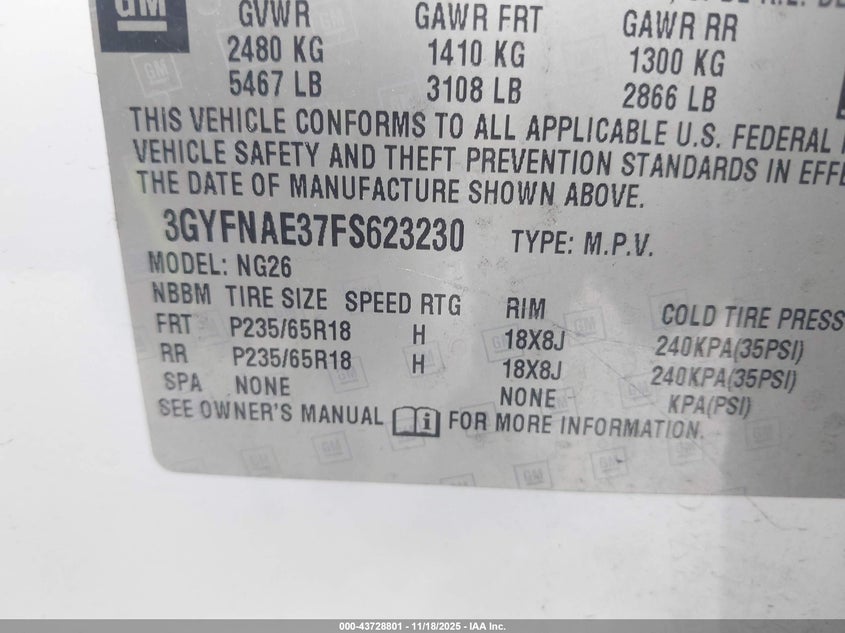 GM
GVWR GAWR FRT GAWR RR
2480 KG 1410 KG 1300 KG
5467 LB 3108 LB 2866 LB
THIS VEHICLE CONFORMS TO ALL APPLICABLE U.S. FEDERAL
VEHICLE SAFETY AND THEFT PREVENTION STANDARDS IN EFFE
THE DATE OF MANUFACTURE SHOWN ABOVE.
3GYFNAE37FS623230 TYPE: M.P.V.
MODEL: NG26
NBBM TIRE SIZE SPEED RTG RIM COLD TIRE PRESS
FRT P235/65R18 H 18X8J 240KPA(35PSI)
RR P235/65R18 H 18X8J 240KPA(35PSI)
SPA NONE NONE KPA(PSI)
SEE OWNER'S MANUAL i FOR MORE INFORMATION.
000-43728801 - 11/18/2025 - IAA Inc.